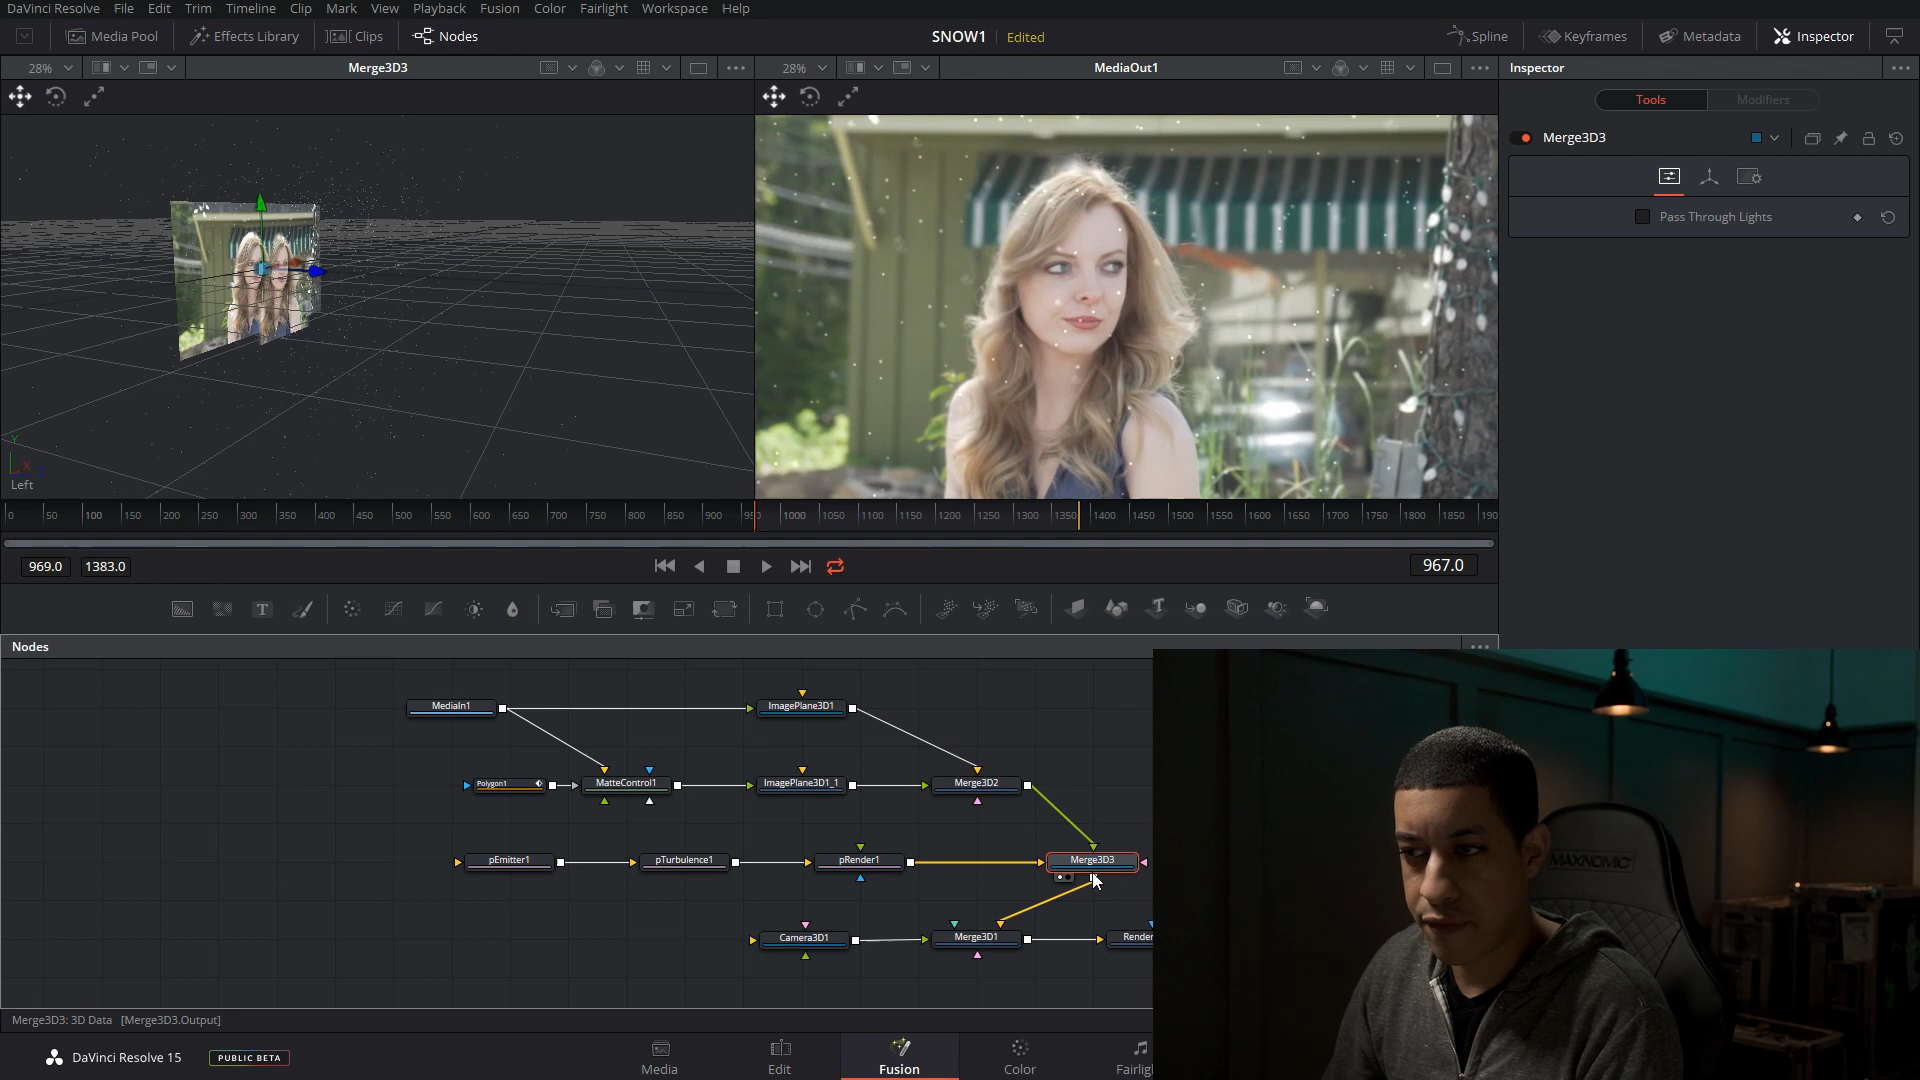 DaVinci Resolve File Edit Trim Timeline Clip Mark View Playback Fusion Color Fairlight Workspace Help
Media Pool Effects Library Clips Nodes SNOW1 Edited Spline Keyframes Metadata Inspector
28% Merge3D3 28% MediaOut1 Inspector
Tools Modifiers
Merge3D3
Pass Through Lights
Y
X
Left
0 50 100 150 200 250 300 350 400 450 500 550 600 650 700 750 800 850 900 950 1000 1050 1100 1150 1200 1250 1300 1350 1400 1450 1500 1550 1600 1650 1700 1750 1800 1850 190
969.0 1383.0 967.0
T
Nodes
MediaIn1 ImagePlane3D1
Polygon1 MatteControl1 ImagePlane3D1_1 Merge3D2
pEmitter1 pTurbulence1 pRender1 Merge3D3
Camera3D1 Merge3D1 Render
MAXNOMIC
Merge3D3: 3D Data [Merge3D3.Output]
DaVinci Resolve 15 PUBLIC BETA
Media Edit Fusion Color Fairligh